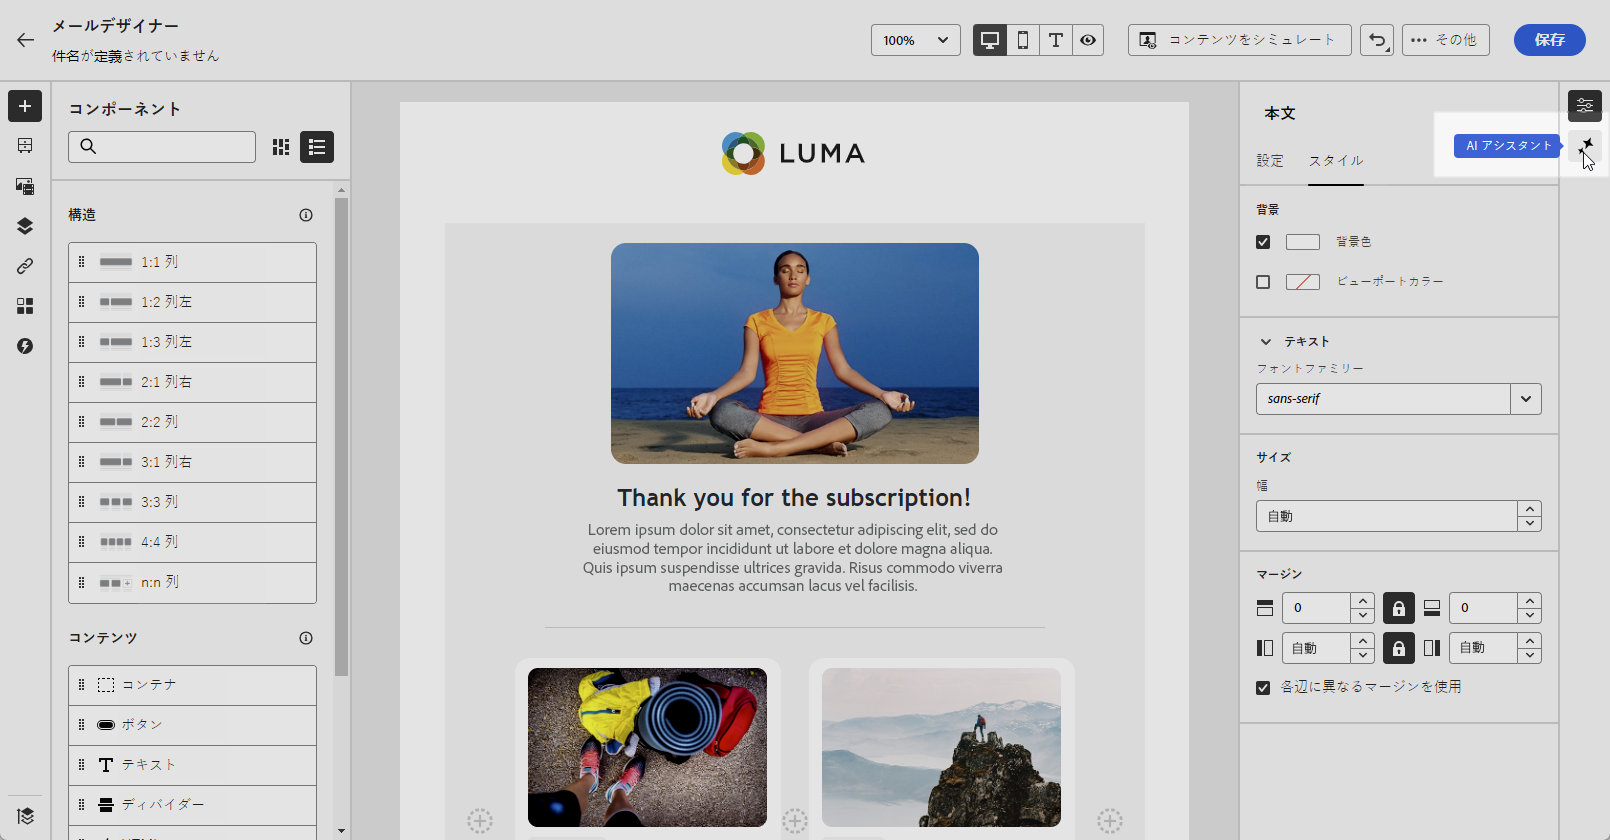 メールデザイナー
件名が定義されていません
100%
コンテンツをシミュレート
その他
保存
コンポーネント
構造
1:1 列
1:2 列左
1:3 列左
2:1 列右
2:2 列
3:1 列右
3:3 列
4:4 列
n:n 列
コンテンツ
コンテナ
ボタン
テキスト
ディバイダー
LUMA
Thank you for the subscription!
Lorem ipsum dolor sit amet, consectetur adipiscing elit, sed do
eiusmod tempor incididunt ut labore et dolore magna aliqua.
Quis ipsum suspendisse ultrices gravida. Risus commodo viverra
maecenas accumsan lacus vel facilisis.
本文
AI アシスタント
設定 スタイル
背景
背景色
ビューポートカラー
テキスト
フォントファミリー
sans-serif
サイズ
幅
自動
マージン
0 0
自動 自動
各辺に異なるマージンを使用